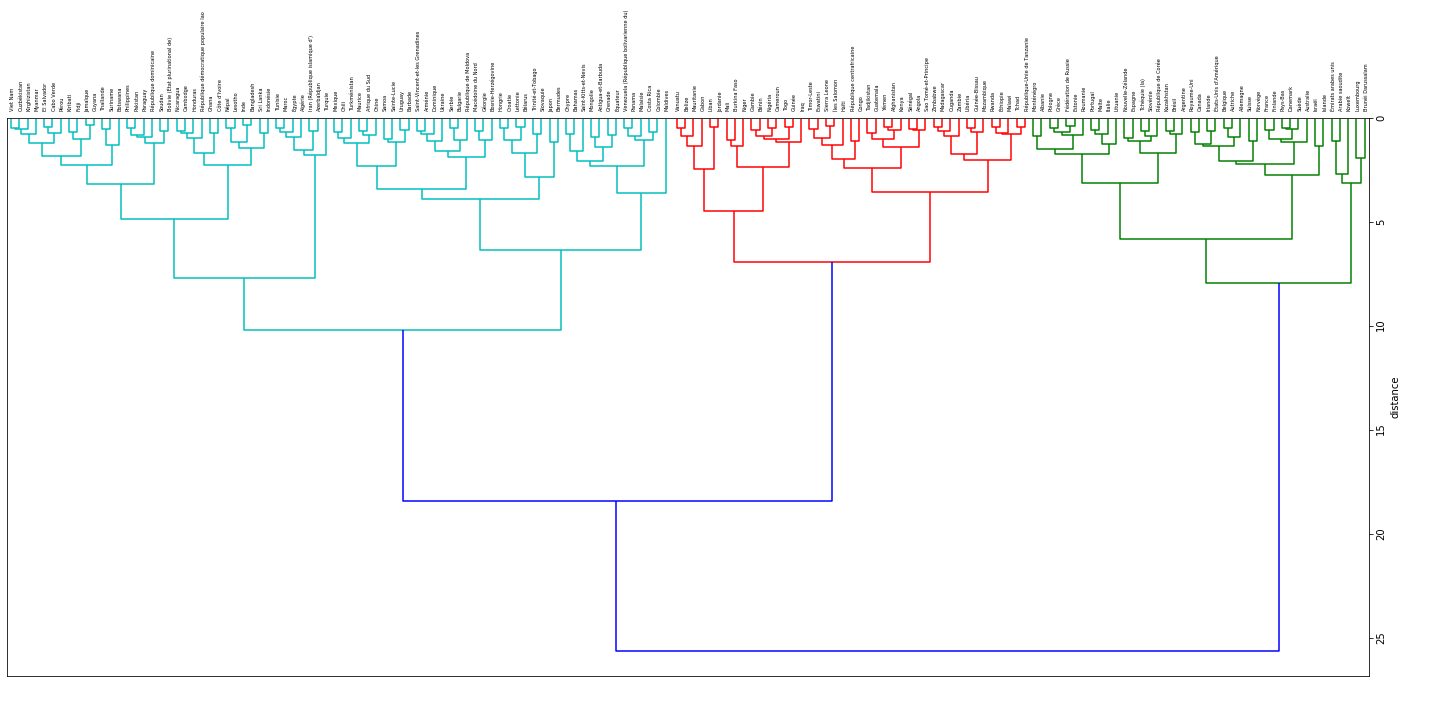 Viet Nam
Ouzbékistan
Kirghizistan
Myanmar
El Salvador
Cabo Verde
Pérou
Kiribati
Fidji
Jamaïque
Guyana
Thaïlande
Suriname
Botswana
Philippines
Pakistan
Paraguay
République dominicaine
Soudan
Bolivie (État plurinational de)
Nicaragua
Cambodge
Honduras
République démocratique populaire lao
Ghana
Côte d'Ivoire
Népal
Lesotho
Inde
Bangladesh
Sri Lanka
Indonésie
Tunisie
Maroc
Égypte
Algérie
Iran (République islamique d')
Azerbaïdjan
Turquie
Mexique
Chili
Turkménistan
Maurice
Afrique du Sud
Chine
Samoa
Sainte-Lucie
Uruguay
Barbade
Saint-Vincent-et-les Grenadines
Arménie
Dominique
Ukraine
Serbie
Bulgarie
République de Moldova
Macédoine du Nord
Géorgie
Bosnie-Herzégovine
Hongrie
Croatie
Lettonie
Bélarus
Trinité-et-Tobago
Slovaquie
Japon
Bermudes
Chypre
Bahamas
Saint-Kitts-et-Nevis
Mongolie
Antigua-et-Barbuda
Grenade
Équateur
Venezuela (République bolivarienne du)
Panama
Malaisie
Costa Rica
Colombie
Maldives
Vanuatu
Belize
Mauritanie
Gabon
Liban
Jordanie
Mali
Burkina Faso
Niger
Gambie
Bénin
Nigéria
Cameroun
Togo
Guinée
Iraq
Timor-Leste
Eswatini
Sierra Leone
Îles Salomon
Haïti
République centrafricaine
Congo
Tadjikistan
Guatemala
Yémen
Afghanistan
Kenya
Sénégal
Angola
Sao Tomé-et-Principe
Zimbabwe
Madagascar
Ouganda
Zambie
Libéria
Guinée-Bissau
Mozambique
Rwanda
Éthiopie
Malawi
Tchad
République-Unie de Tanzanie
Monténégro
Albanie
Pologne
Grèce
Fédération de Russie
Estonie
Roumanie
Portugal
Malte
Italie
Lituanie
Nouvelle-Zélande
Espagne
Tchéquie (la)
Slovénie
République de Corée
Kazakhstan
Brésil
Argentine
Royaume-Uni
Canada
Irlande
États-Unis d'Amérique
Belgique
Autriche
Allemagne
Suisse
Norvège
France
Finlande
Pays-Bas
Danemark
Suède
Australie
Israël
Islande
Émirats arabes unis
Arabie saoudite
Koweït
Luxembourg
Brunéi Darussalam
0
5
10
15
20
25
distance